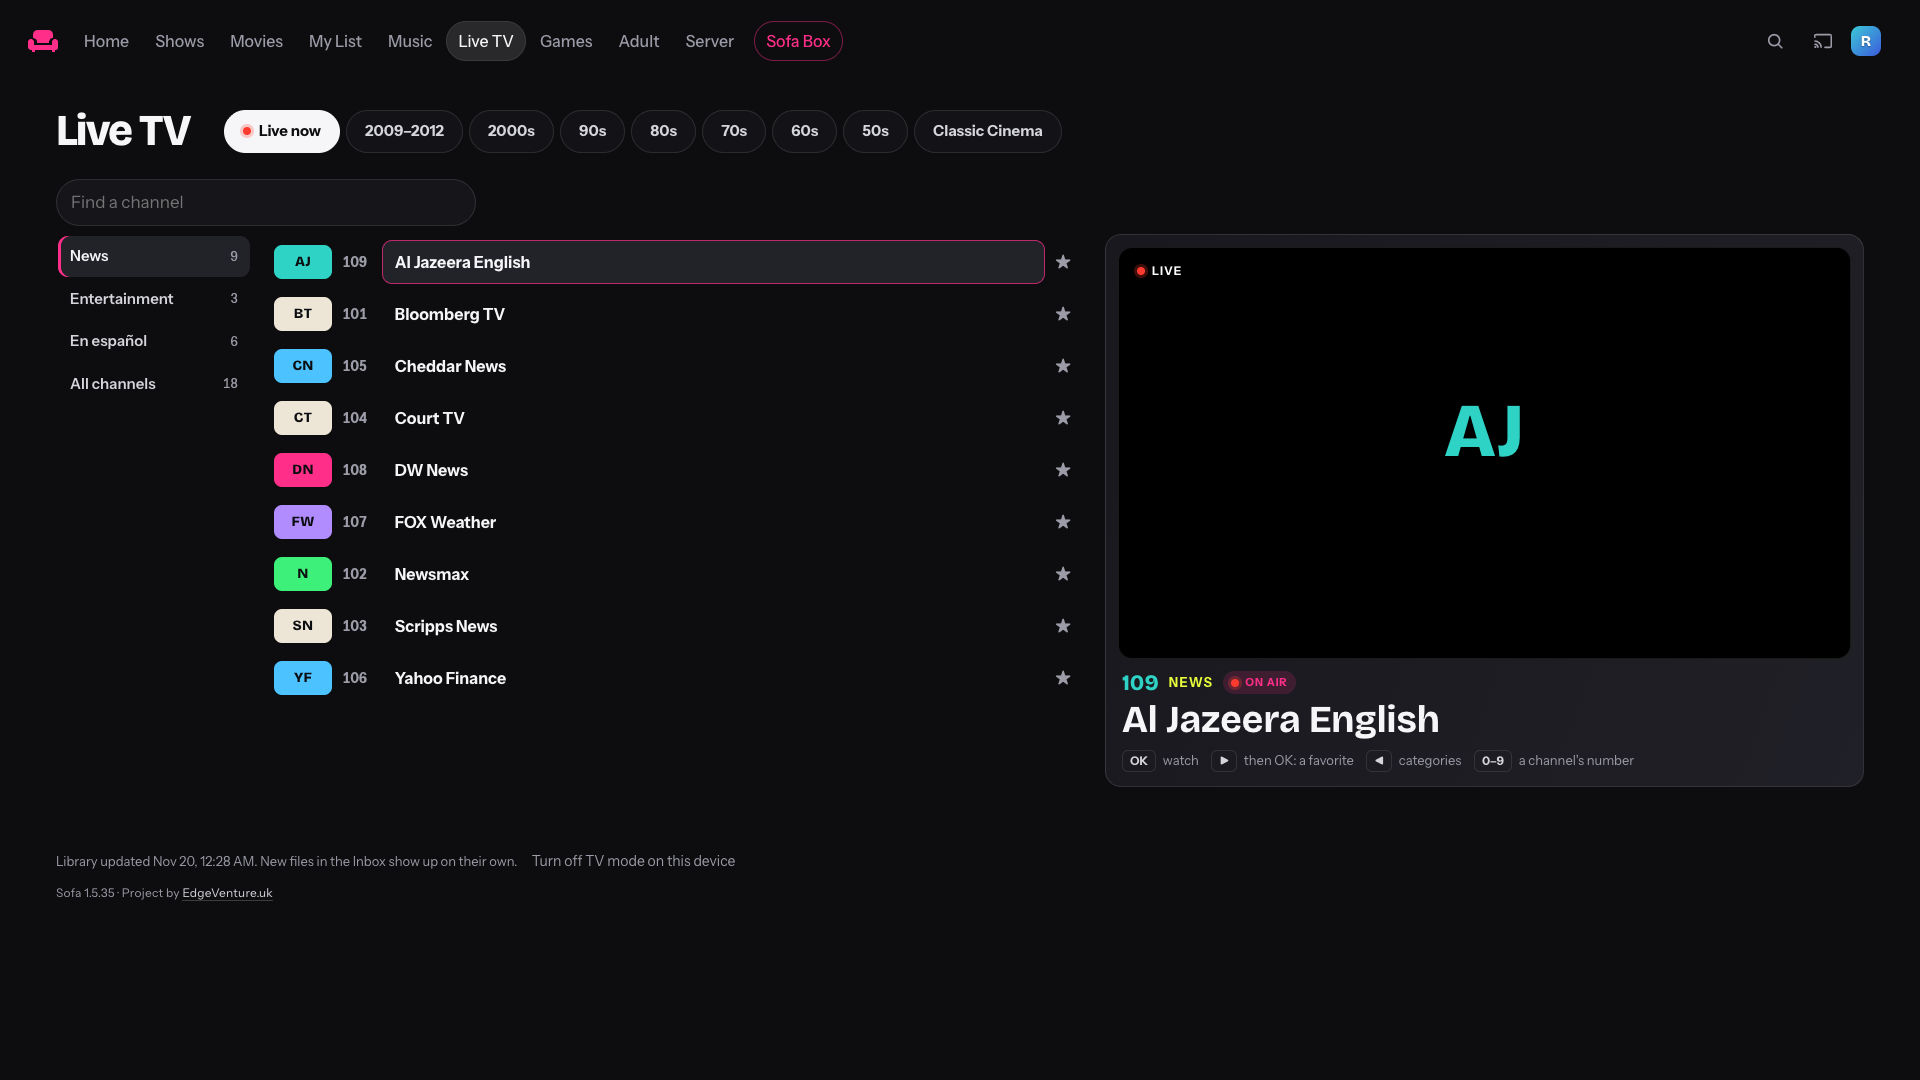 Home Shows Movies My List Music Live TV Games Adult Server Sofa Box R
Live TV Live now 2009–2012 2000s 90s 80s 70s 60s 50s Classic Cinema
Find a channel
News 9
Entertainment 3
En español 6
All channels 18
AJ 109 Al Jazeera English
BT 101 Bloomberg TV
CN 105 Cheddar News
CT 104 Court TV
DN 108 DW News
FW 107 FOX Weather
N 102 Newsmax
SN 103 Scripps News
YF 106 Yahoo Finance
LIVE
AJ
109 NEWS ON AIR
Al Jazeera English
OK watch ▶ then OK: a favorite ◀ categories 0–9 a channel's number
Library updated Nov 20, 12:28 AM. New files in the Inbox show up on their own. Turn off TV mode on this device
Sofa 1.5.35 · Project by EdgeVenture.uk